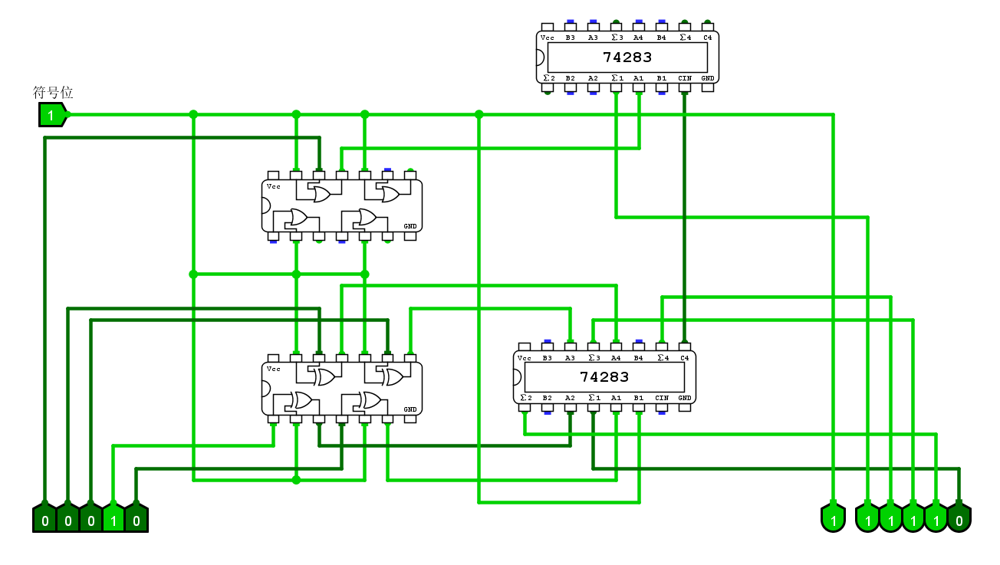 Vcc B3 A3 Σ3 A4 B4 Σ4 C4
74283
Σ2 B2 A2 Σ1 A1 B1 CIN GND
符号位
1
Vcc
GND
Vcc
GND
Vcc B3 A3 Σ3 A4 B4 Σ4 C4
74283
Σ2 B2 A2 Σ1 A1 B1 CIN GND
0 0 0 1 0
1 1 1 1 1 0